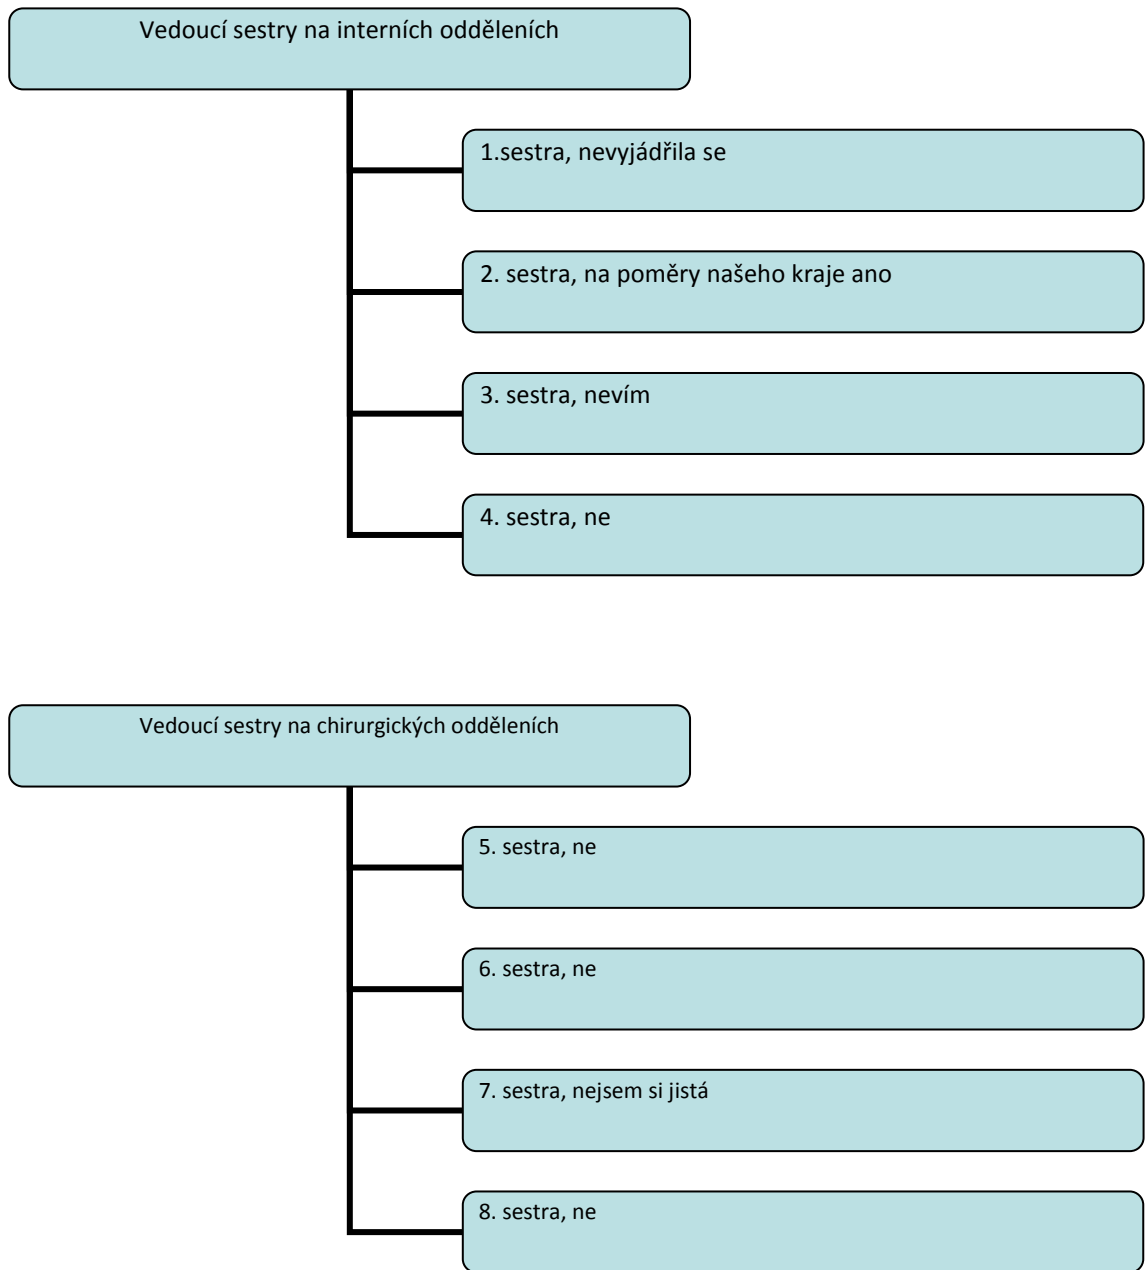 Vedoucí sestry na interních odděleních
1.sestra, nevyjádřila se
2. sestra, na poměry našeho kraje ano
3. sestra, nevím
4. sestra, ne
Vedoucí sestry na chirurgických odděleních
5. sestra, ne
6. sestra, ne
7. sestra, nejsem si jistá
8. sestra, ne